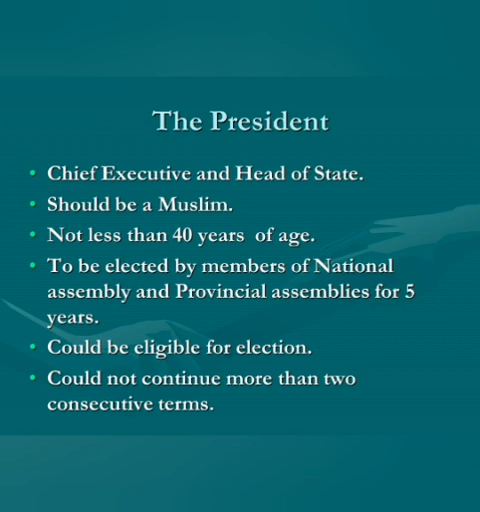 The President
• Chief Executive and Head of State.
• Should be a Muslim.
• Not less than 40 years  of age.
• To be elected by members of National
assembly and Provincial assemblies for 5
years.
• Could be eligible for election.
• Could not continue more than two
consecutive terms.